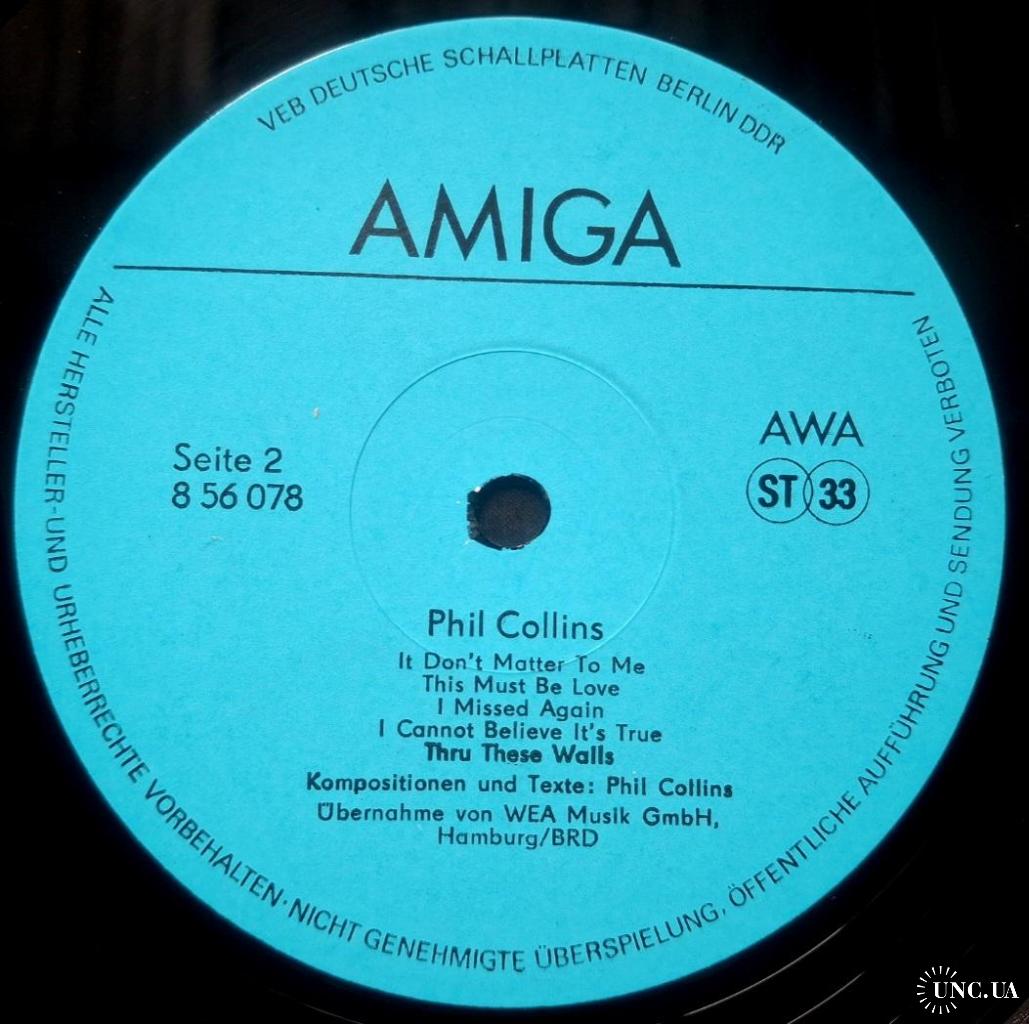 VEB DEUTSCHE SCHALLPLATTEN BERLIN DDR
AMIGA
Seite 2
8 56 078
AWA
ST 33
Phil Collins
It Don't Matter To Me
This Must Be Love
I Missed Again
I Cannot Believe It's True
Thru These Walls
Kompositionen und Texte: Phil Collins
Übernahme von WEA Musik GmbH,
Hamburg/BRD
ALLE HERSTELLER-UND URHEBERRECHTE VORBEHALTEN · NICHT GENEHMIGTE ÜBERSPIELUNG, ÖFFENTLICHE AUFFÜHRUNG UND SENDUNG VERBOTEN
UNC.UA